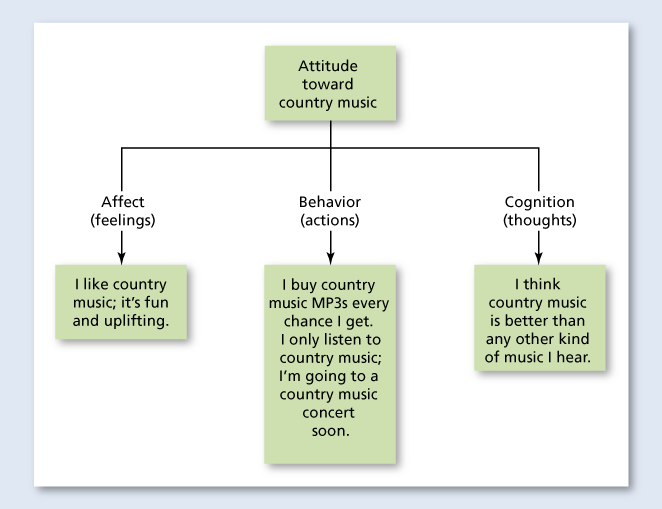 Attitude
toward
country music
Affect
(feelings)
Behavior
(actions)
Cognition
(thoughts)
I like country
music; it's fun
and uplifting.
I buy country
music MP3s every
chance I get.
I only listen to
country music;
I'm going to a
country music
concert
soon.
I think
country music
is better than
any other kind
of music I hear.